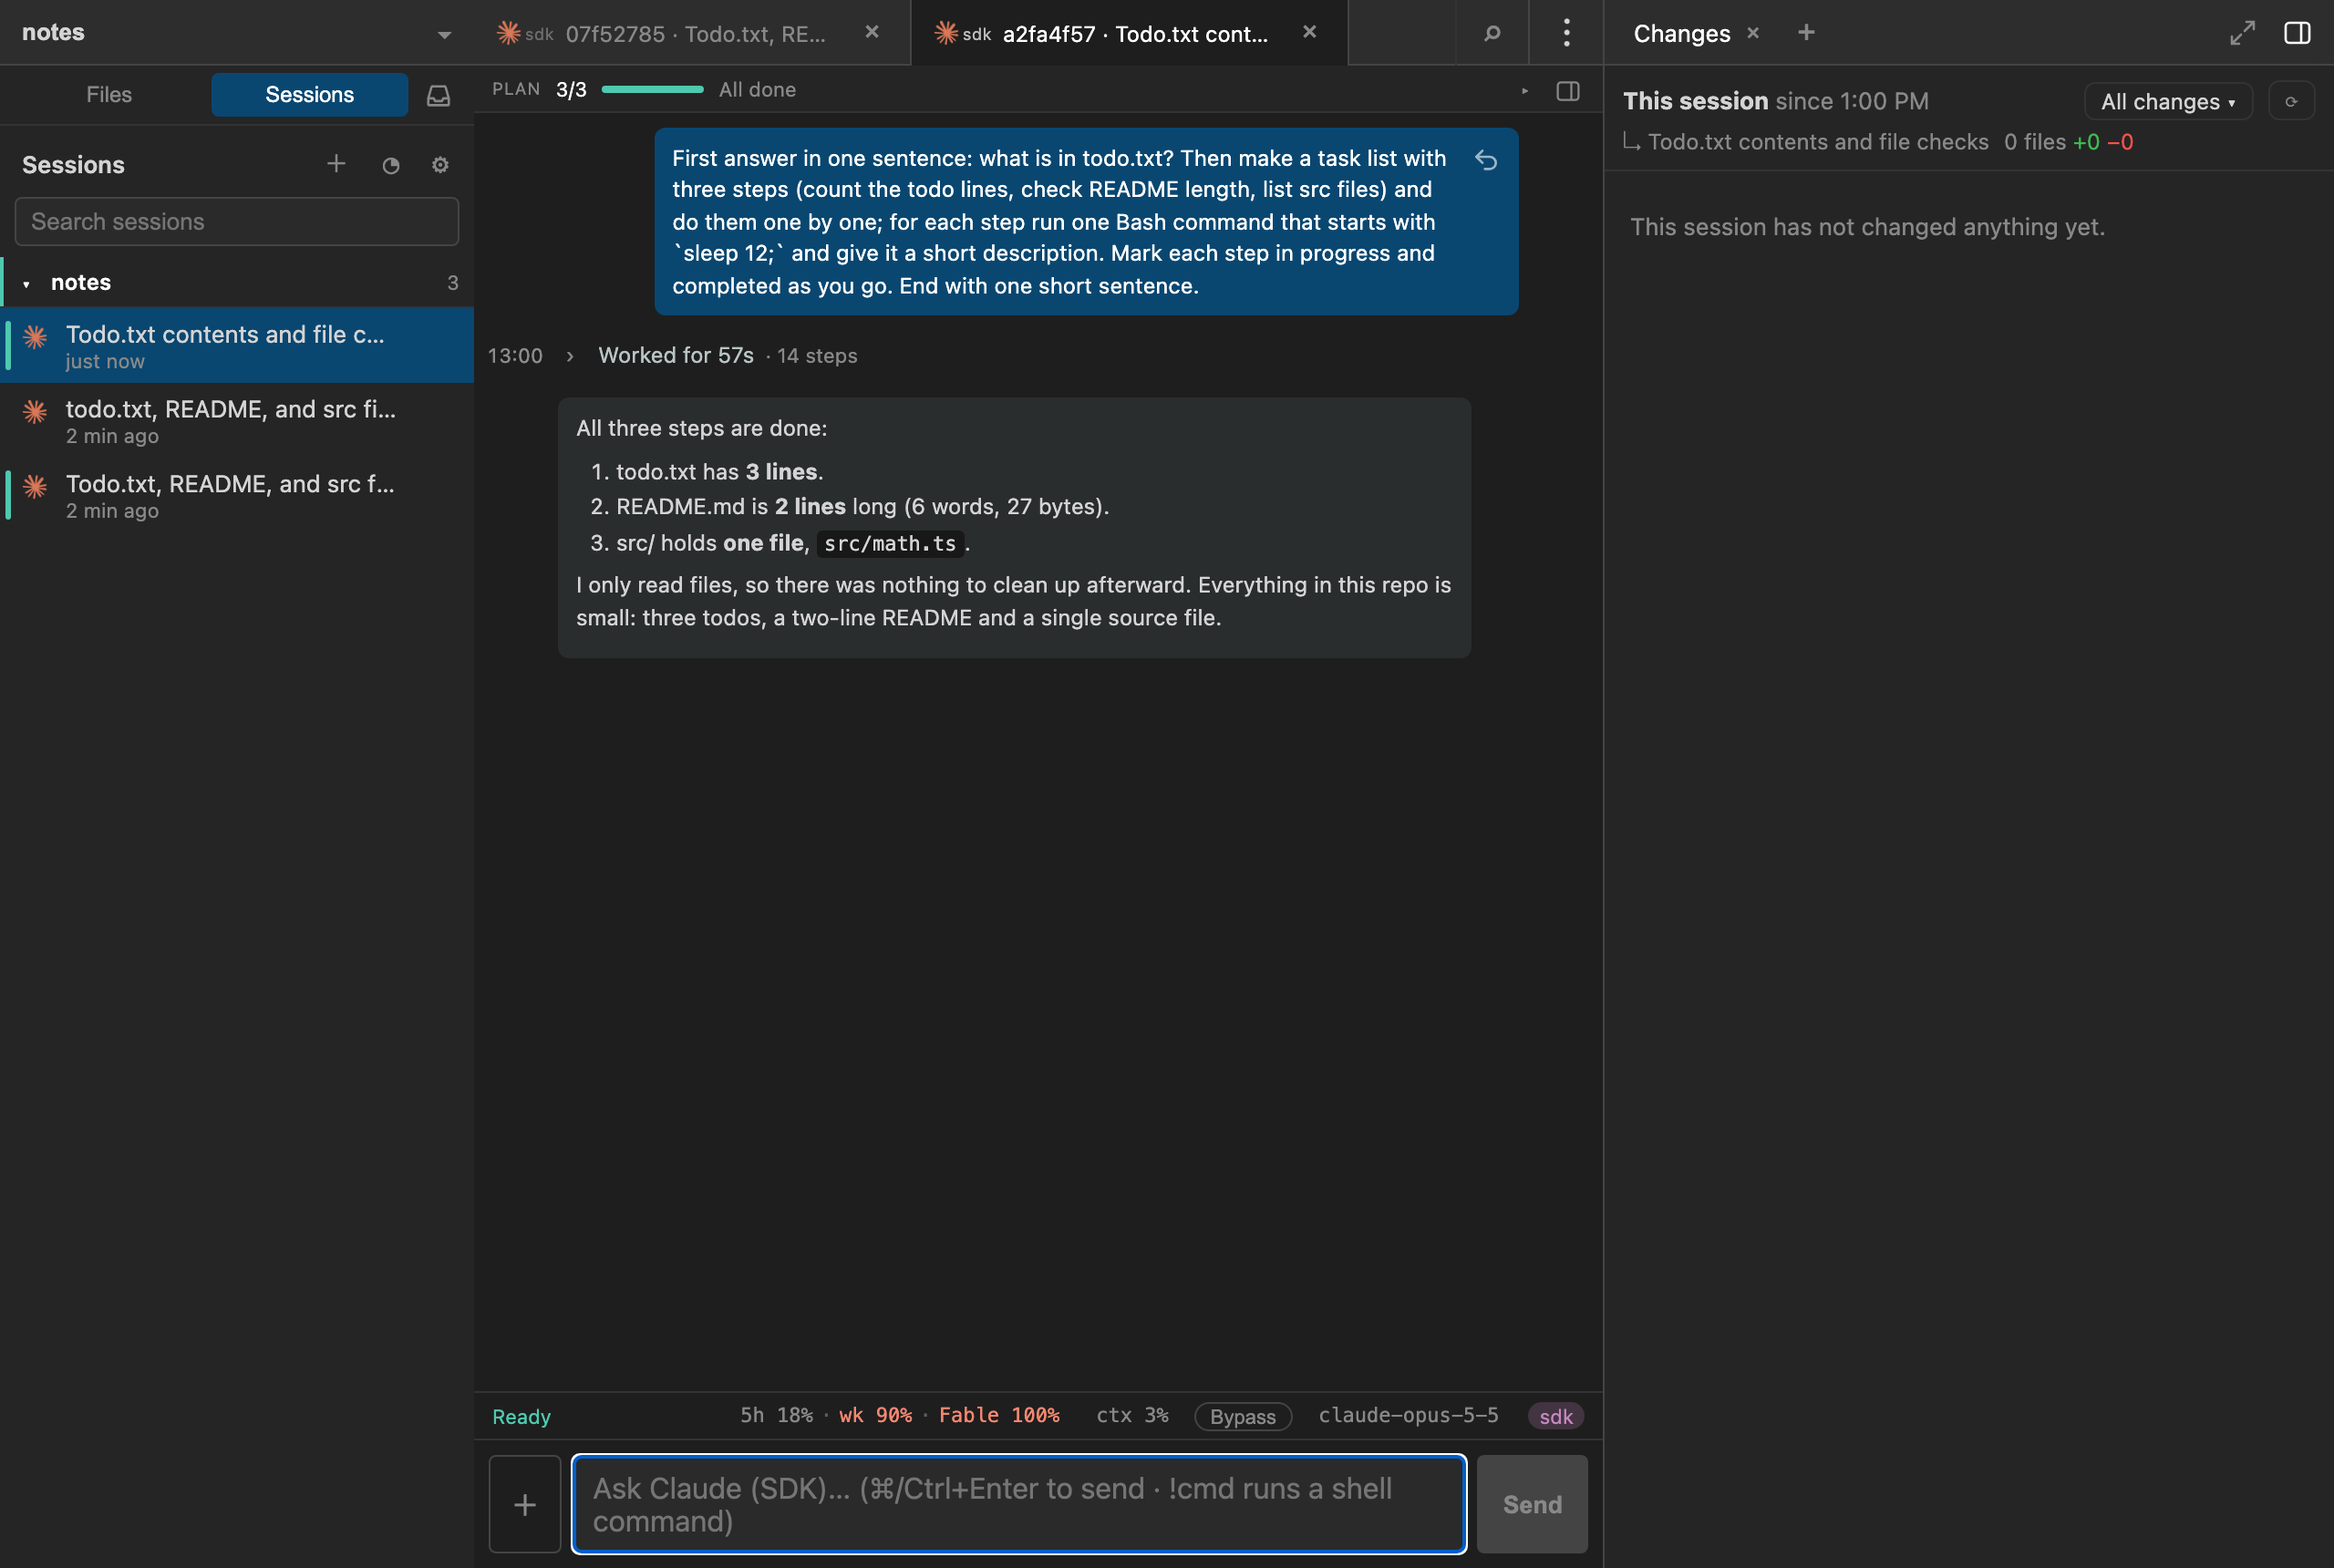 notes
Files
Sessions
Sessions
Search sessions
notes 3
Todo.txt contents and file c...
just now
todo.txt, README, and src fi...
2 min ago
Todo.txt, README, and src f...
2 min ago
sdk 07f52785 · Todo.txt, RE...
sdk a2fa4f57 · Todo.txt cont...
PLAN 3/3 All done
First answer in one sentence: what is in todo.txt? Then make a task list with
three steps (count the todo lines, check README length, list src files) and
do them one by one; for each step run one Bash command that starts with
`sleep 12;` and give it a short description. Mark each step in progress and
completed as you go. End with one short sentence.
13:00 › Worked for 57s · 14 steps
All three steps are done:
1. todo.txt has 3 lines.
2. README.md is 2 lines long (6 words, 27 bytes).
3. src/ holds one file, src/math.ts.
I only read files, so there was nothing to clean up afterward. Everything in this repo is
small: three todos, a two-line README and a single source file.
Ready 5h 18% · wk 90% · Fable 100% ctx 3% Bypass claude-opus-5-5 sdk
Ask Claude (SDK)... (⌘/Ctrl+Enter to send · !cmd runs a shell
command)
Send
Changes
This session since 1:00 PM All changes
Todo.txt contents and file checks 0 files +0 −0
This session has not changed anything yet.